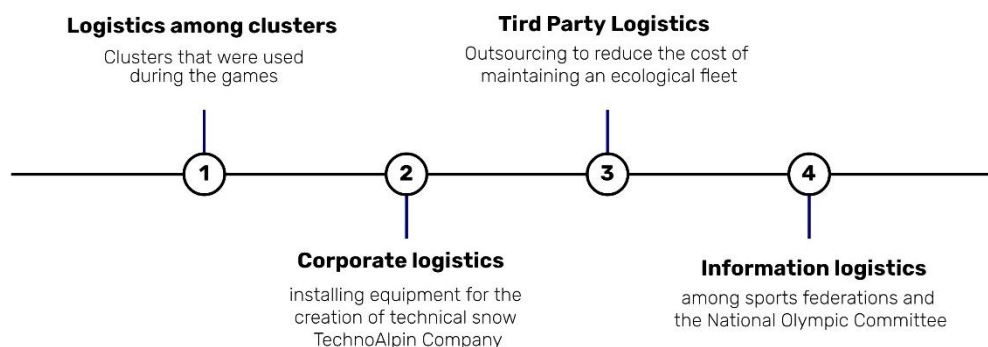 Logistics among clusters
Clusters that were used
during the games
1
2
Corporate logistics
installing equipment for the
creation of technical snow
TechnoAlpin Company
Tird Party Logistics
Outsourcing to reduce the cost of
maintaining an ecological fleet
3
4
Information logistics
among sports federations and
the National Olympic Committee